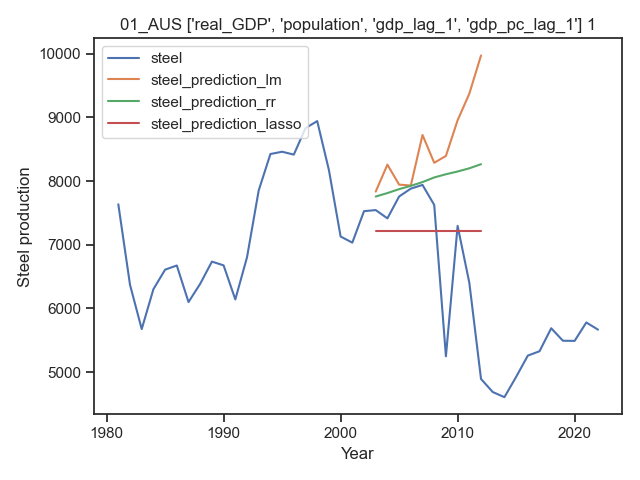 01_AUS ['real_GDP', 'population', 'gdp_lag_1', 'gdp_pc_lag_1'] 1
steel
steel_prediction_lm
steel_prediction_rr
steel_prediction_lasso
Steel production
10000
9000
8000
7000
6000
5000
1980
1990
2000
2010
2020
Year